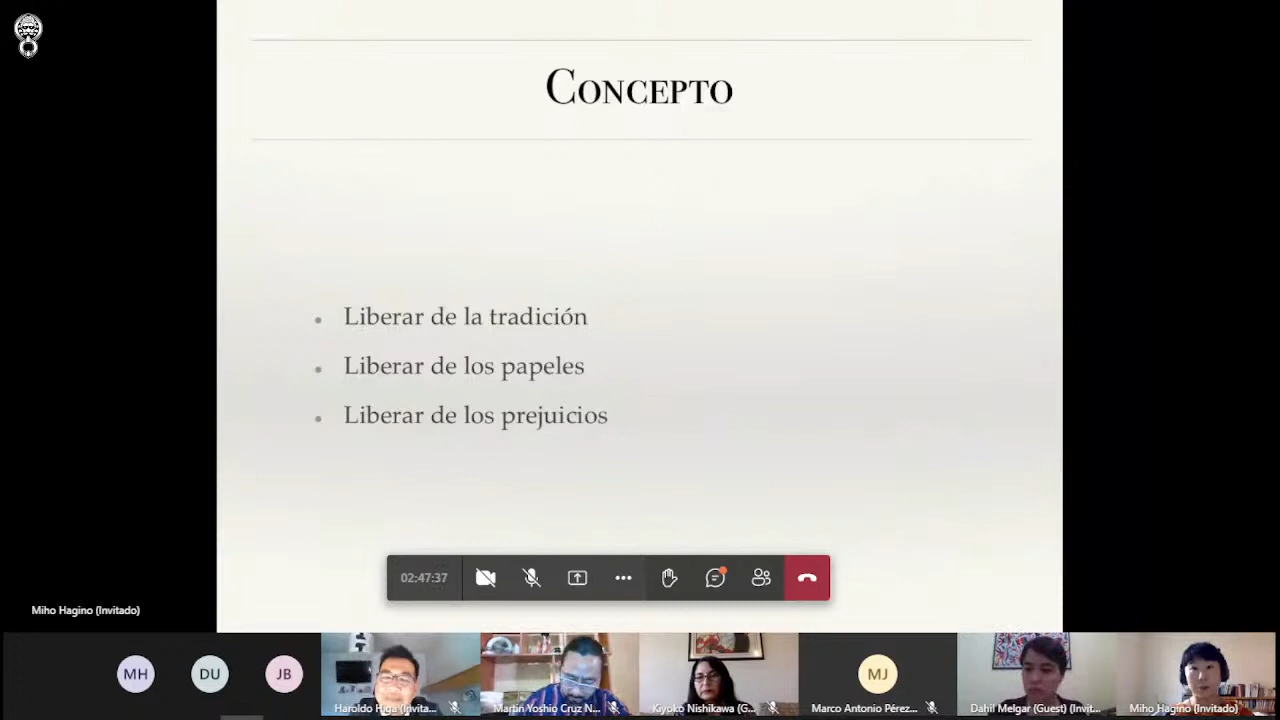 Concepto
Liberar de la tradición
Liberar de los papeles
Liberar de los prejuicios
02:47:37
Miho Hagino (Invitado)
MH
DU
JB
MJ
Haroldo Higa (Invita...
Martín Yoshio Cruz N...
Kiyoko Nishikawa (G...
Marco Antonio Pérez...
Dahil Melgar (Guest) (Invit...
Miho Hagino (Invitado)